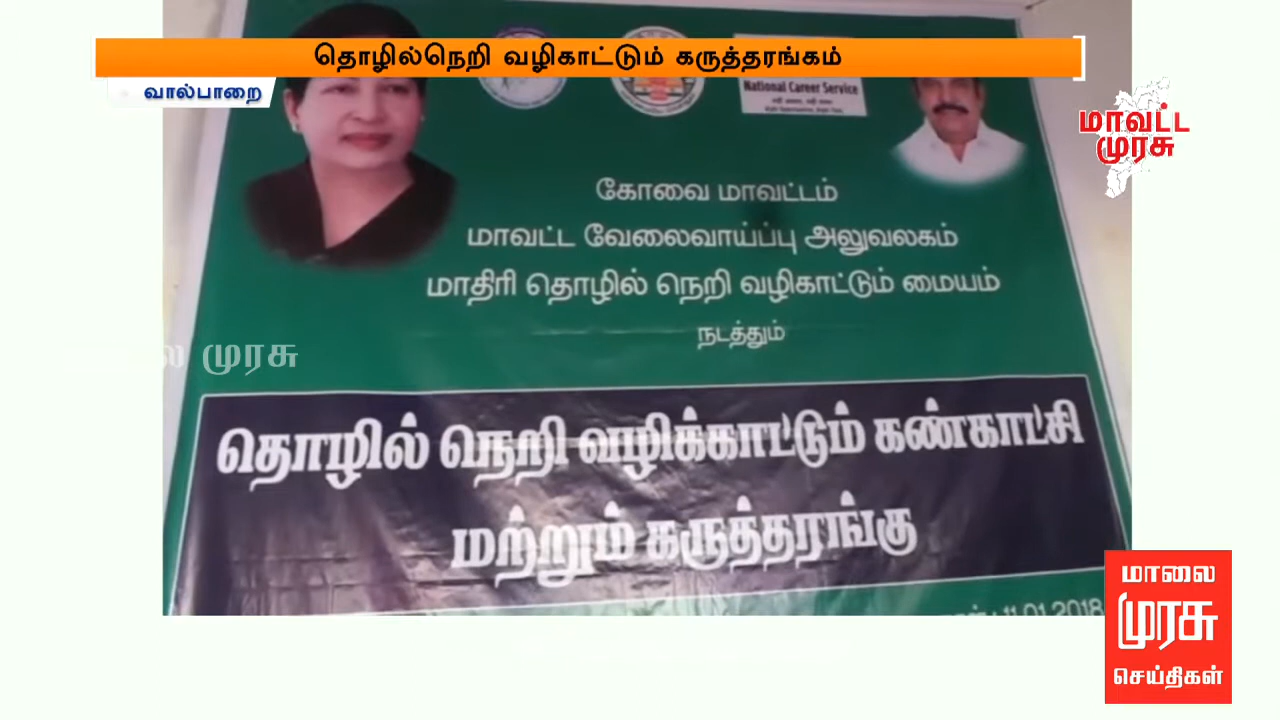 தொழில்நெறி வழிகாட்டும் கருத்தரங்கம்
வால்பாறை
National Career Service
மாவட்ட
முரசு
கோவை மாவட்டம்
மாவட்ட வேலைவாய்ப்பு அலுவலகம்
மாதிரி தொழில் நெறி வழிகாட்டும் மையம்
நடத்தும்
முரசு
தொழில் நெறி வழிக்காட்டும் கண்காட்சி
மற்றும் கருத்தரங்கு
11.01.2018
மாலை
முரசு
செய்திகள்